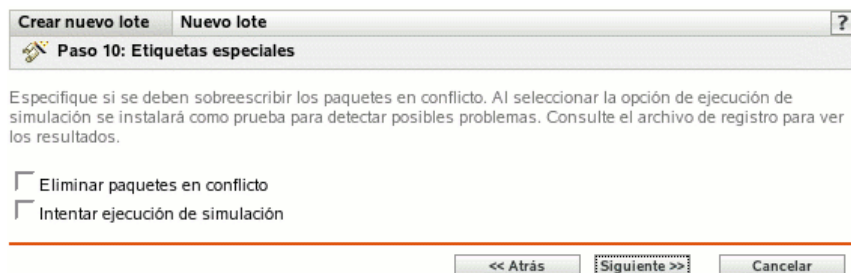 Crear nuevo lote Nuevo lote ?
Paso 10: Etiquetas especiales
Especifique si se deben sobreescribir los paquetes en conflicto. Al seleccionar la opción de ejecución de
simulación se instalará como prueba para detectar posibles problemas. Consulte el archivo de registro para ver
los resultados.
Eliminar paquetes en conflicto
Intentar ejecución de simulación
<< Atrás Siguiente >> Cancelar